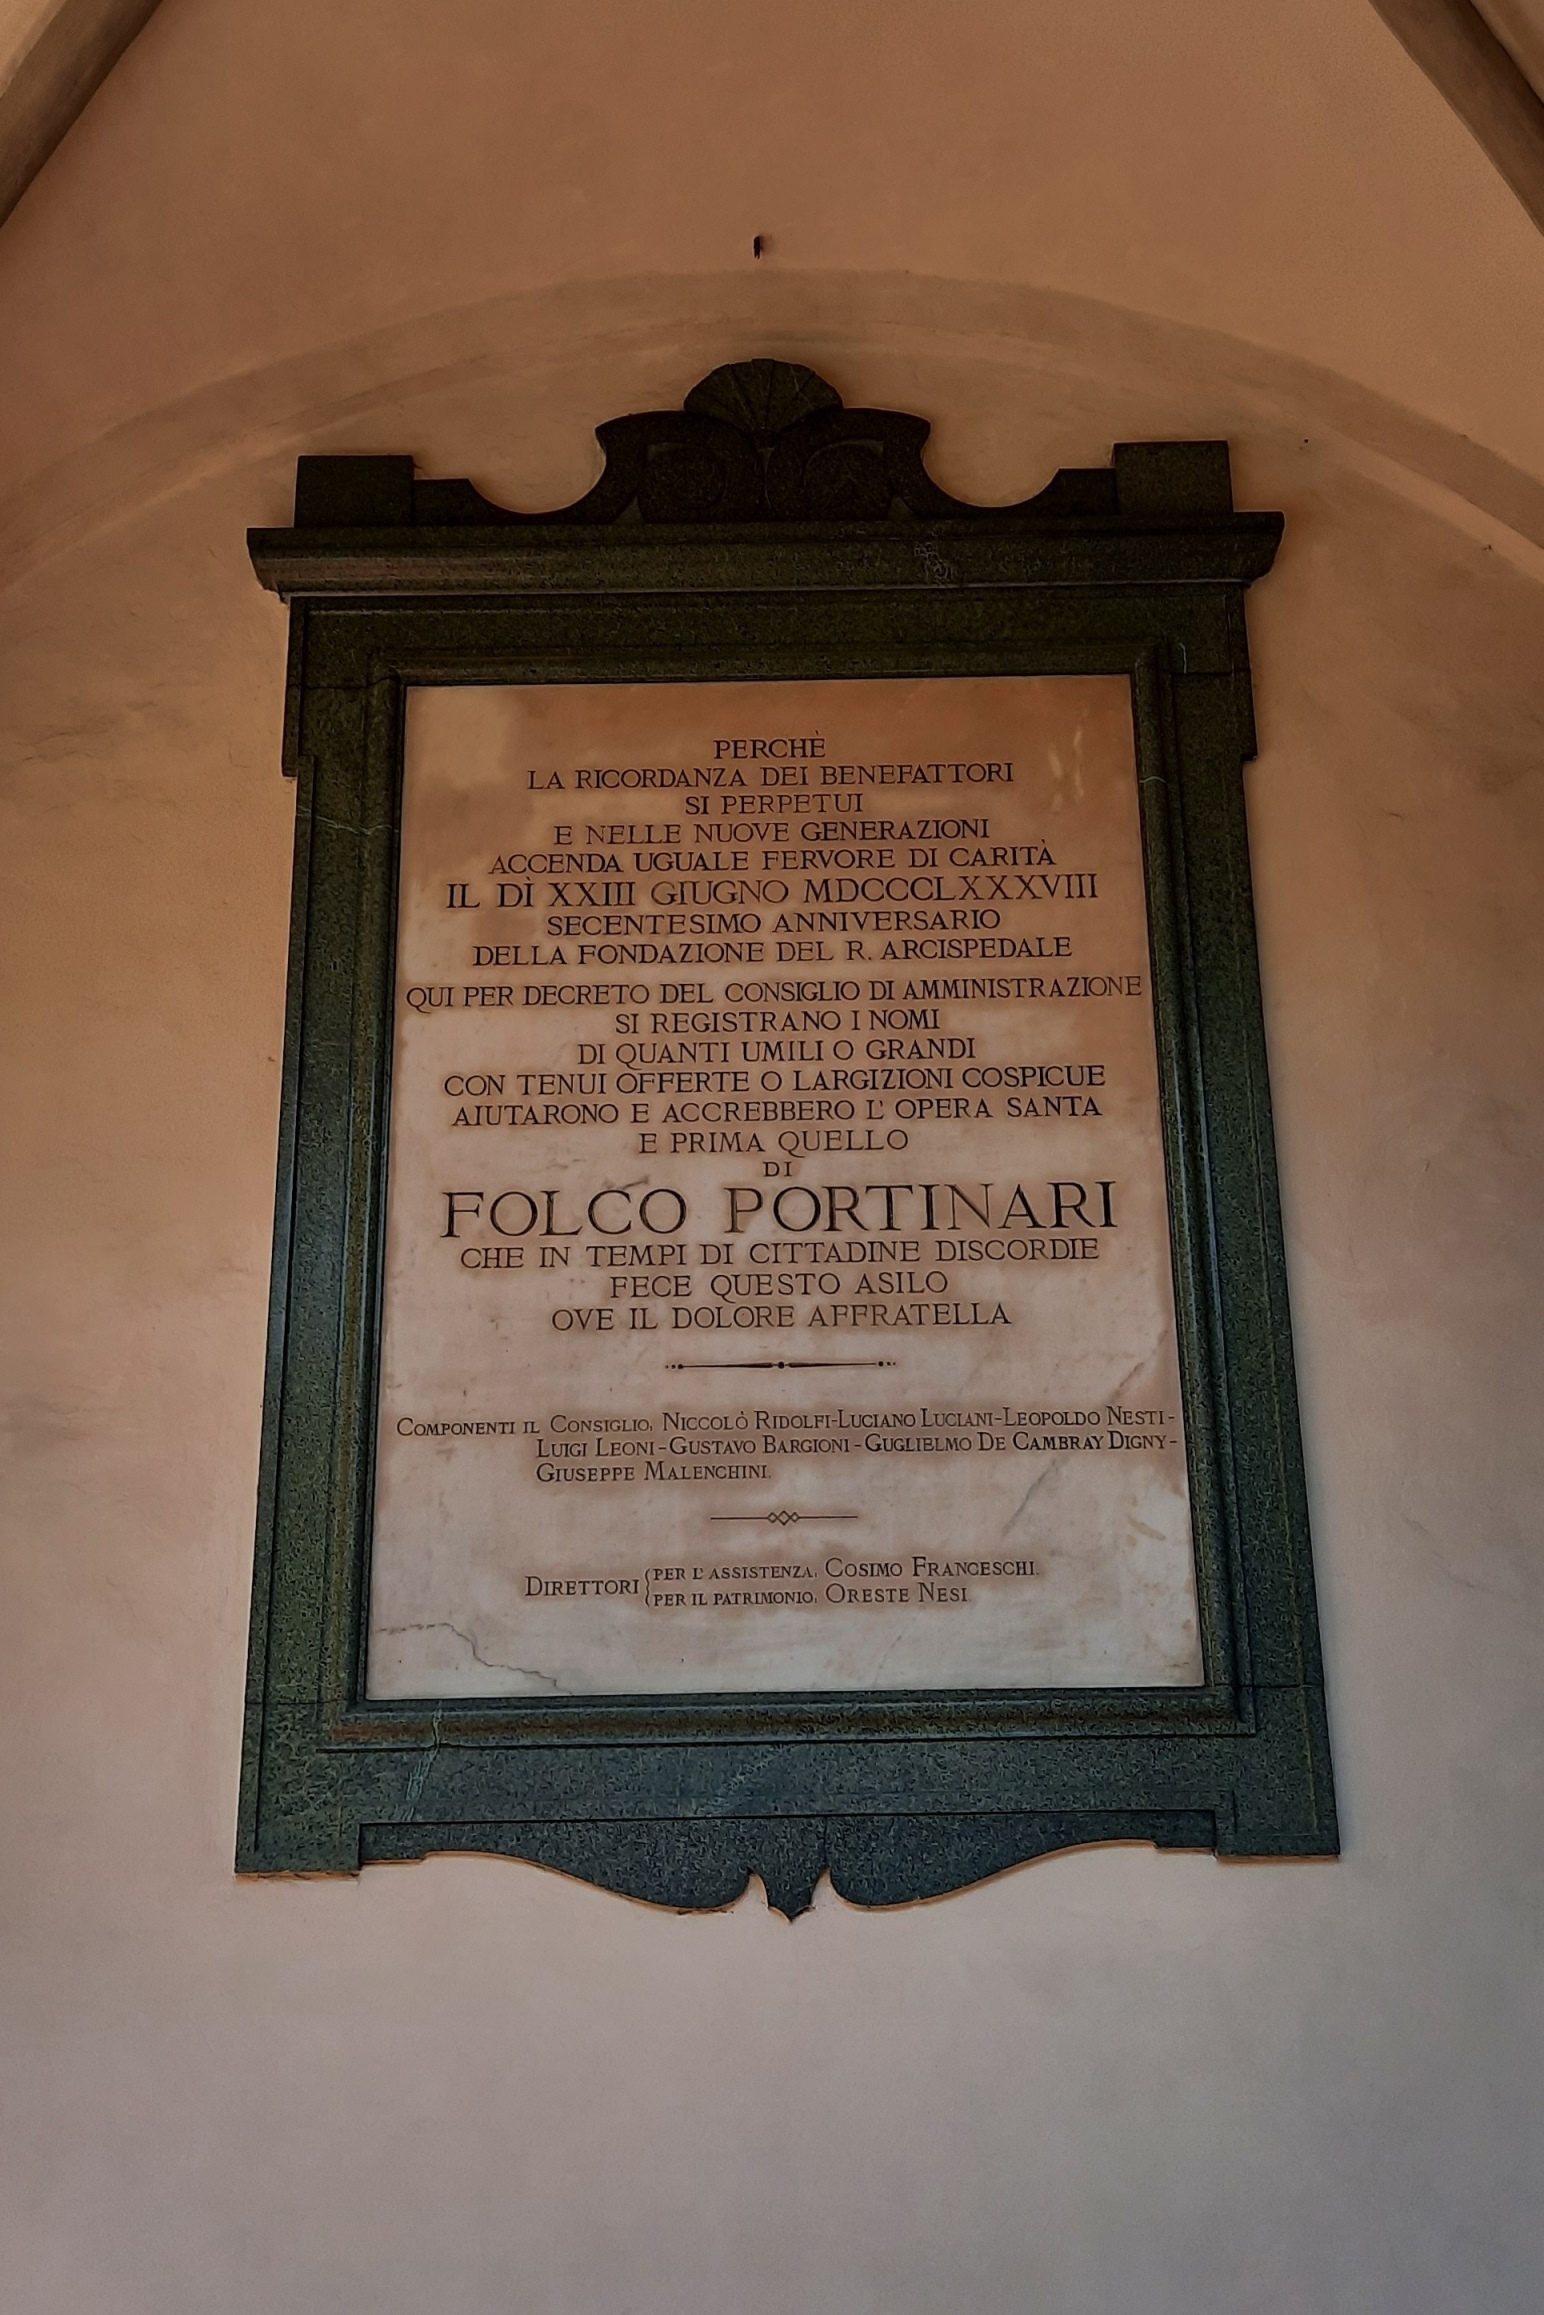 PERCHÈ
LA RICORDANZA DEI BENEFATTORI
SI PERPETUI
E NELLE NUOVE GENERAZIONI
ACCENDA UGUALE FERVORE DI CARITÀ
IL DÌ XXIII GIUGNO MDCCCLXXXVIII
SECENTESIMO ANNIVERSARIO
DELLA FONDAZIONE DEL R. ARCISPEDALE
QUI PER DECRETO DEL CONSIGLIO DI AMMINISTRAZIONE
SI REGISTRANO I NOMI
DI QUANTI UMILI O GRANDI
CON TENUI OFFERTE O LARGIZIONI COSPICUE
AIUTARONO E ACCREBBERO L' OPERA SANTA
E PRIMA QUELLO
DI
FOLCO PORTINARI
CHE IN TEMPI DI CITTADINE DISCORDIE
FECE QUESTO ASILO
OVE IL DOLORE AFFRATELLA
COMPONENTI IL CONSIGLIO, NICCOLÒ RIDOLFI-LUCIANO LUCIANI-LEOPOLDO NESTI-
LUIGI LEONI-GUSTAVO BARGIONI-GUGLIELMO DE CAMBRAY DIGNY-
GIUSEPPE MALENCHINI.
DIRETTORI { PER L'ASSISTENZA, COSIMO FRANCESCHI.
PER IL PATRIMONIO, ORESTE NESI.